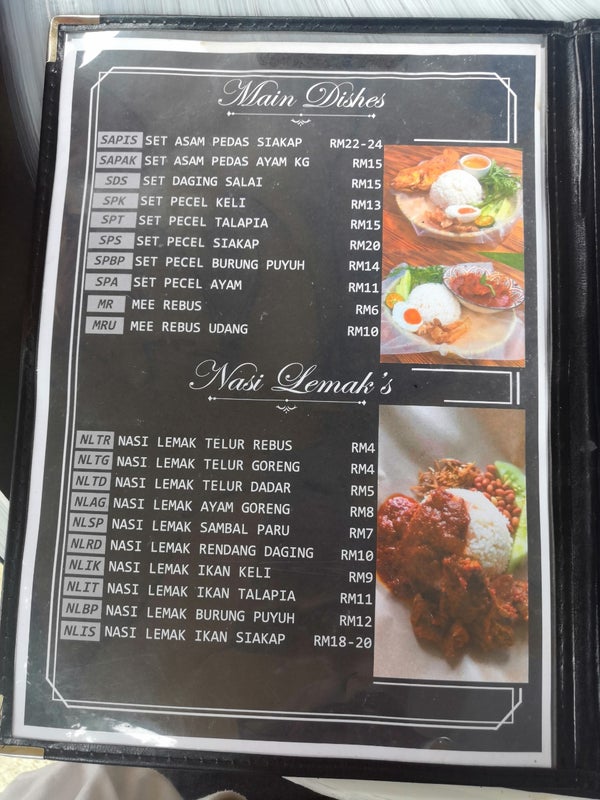 Main Dishes
SAPIS SET ASAM PEDAS SIAKAP RM22-24
SAPAK SET ASAM PEDAS AYAM KG RM15
SDS SET DAGING SALAI RM15
SPK SET PECEL KELI RM13
SPT SET PECEL TALAPIA RM15
SPS SET PECEL SIAKAP RM20
SPBP SET PECEL BURUNG PUYUH RM14
SPA SET PECEL AYAM RM11
MR MEE REBUS RM6
MRU MEE REBUS UDANG RM10
Nasi Lemak's
NLTR NASI LEMAK TELUR REBUS RM4
NLTG NASI LEMAK TELUR GORENG RM4
NLTD NASI LEMAK TELUR DADAR RM5
NLAG NASI LEMAK AYAM GORENG RM8
NLSP NASI LEMAK SAMBAL PARU RM7
NLRD NASI LEMAK RENDANG DAGING RM10
NLIK NASI LEMAK IKAN KELI RM9
NLIT NASI LEMAK IKAN TALAPIA RM11
NLBP NASI LEMAK BURUNG PUYUH RM12
NLIS NASI LEMAK IKAN SIAKAP RM18-20